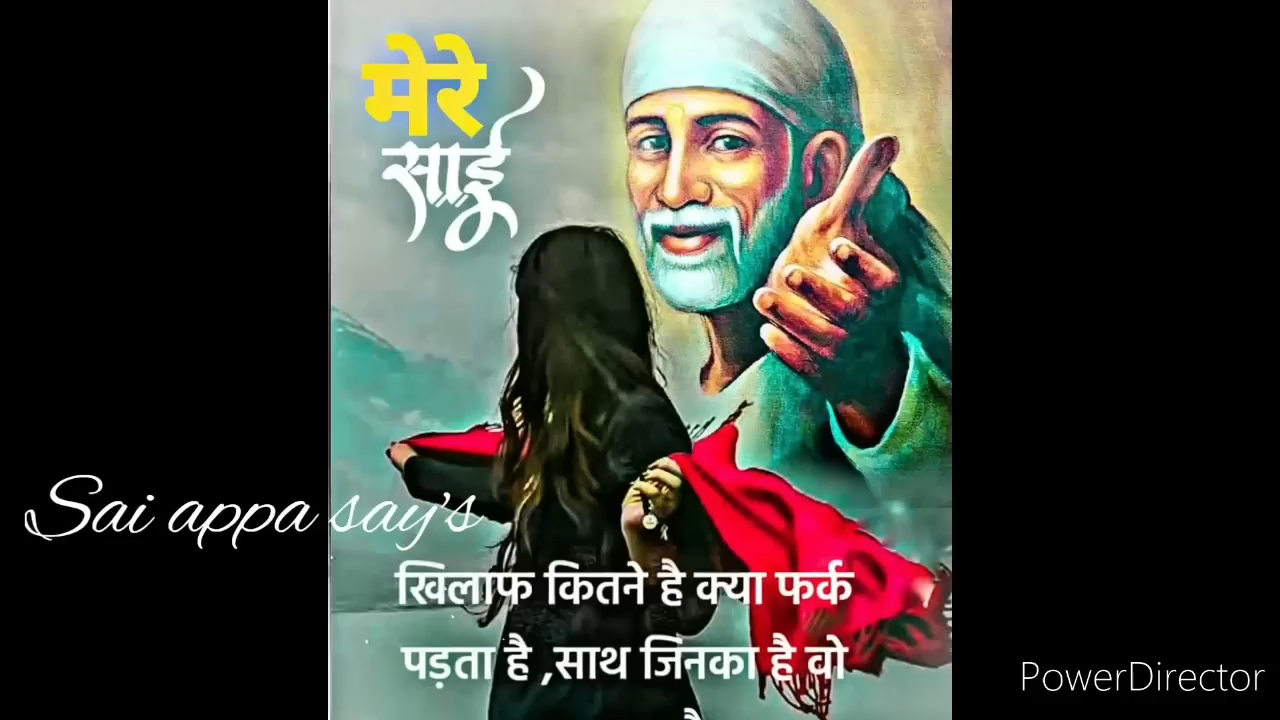 मेरे
साई
Sai appa say's
खिलाफ कितने है क्या फर्क
पड़ता है ,साथ जिनका है वो
PowerDirector